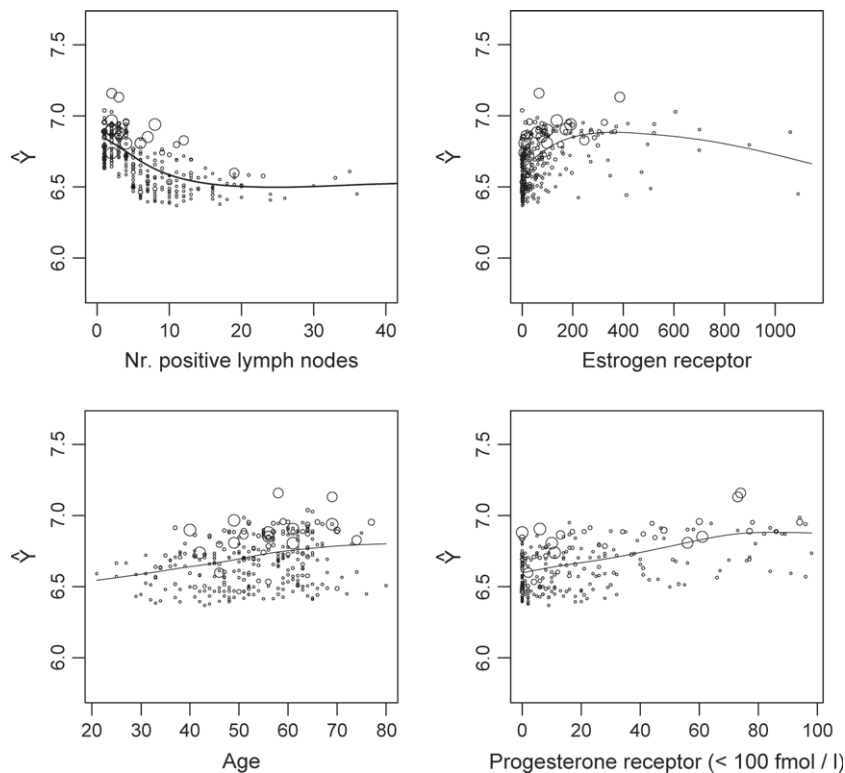 7.5
7.0
6.5
6.0
Ŷ
0 10 20 30 40
Nr. positive lymph nodes
7.5
7.0
6.5
6.0
Ŷ
0 200 400 600 800 1000
Estrogen receptor
7.5
7.0
6.5
6.0
Ŷ
20 30 40 50 60 70 80
Age
7.5
7.0
6.5
6.0
Ŷ
0 20 40 60 80 100
Progesterone receptor (< 100 fmol / l)